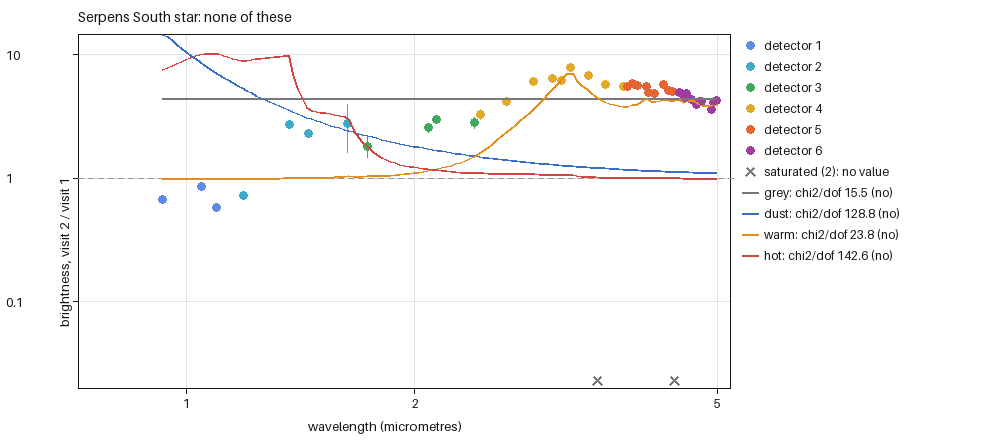 Serpens South star: none of these
10
1
0.1
brightness, visit 2 / visit 1
1
2
5
wavelength (micrometres)
detector 1
detector 2
detector 3
detector 4
detector 5
detector 6
saturated (2): no value
grey: chi2/dof 15.5 (no)
dust: chi2/dof 128.8 (no)
warm: chi2/dof 23.8 (no)
hot: chi2/dof 142.6 (no)